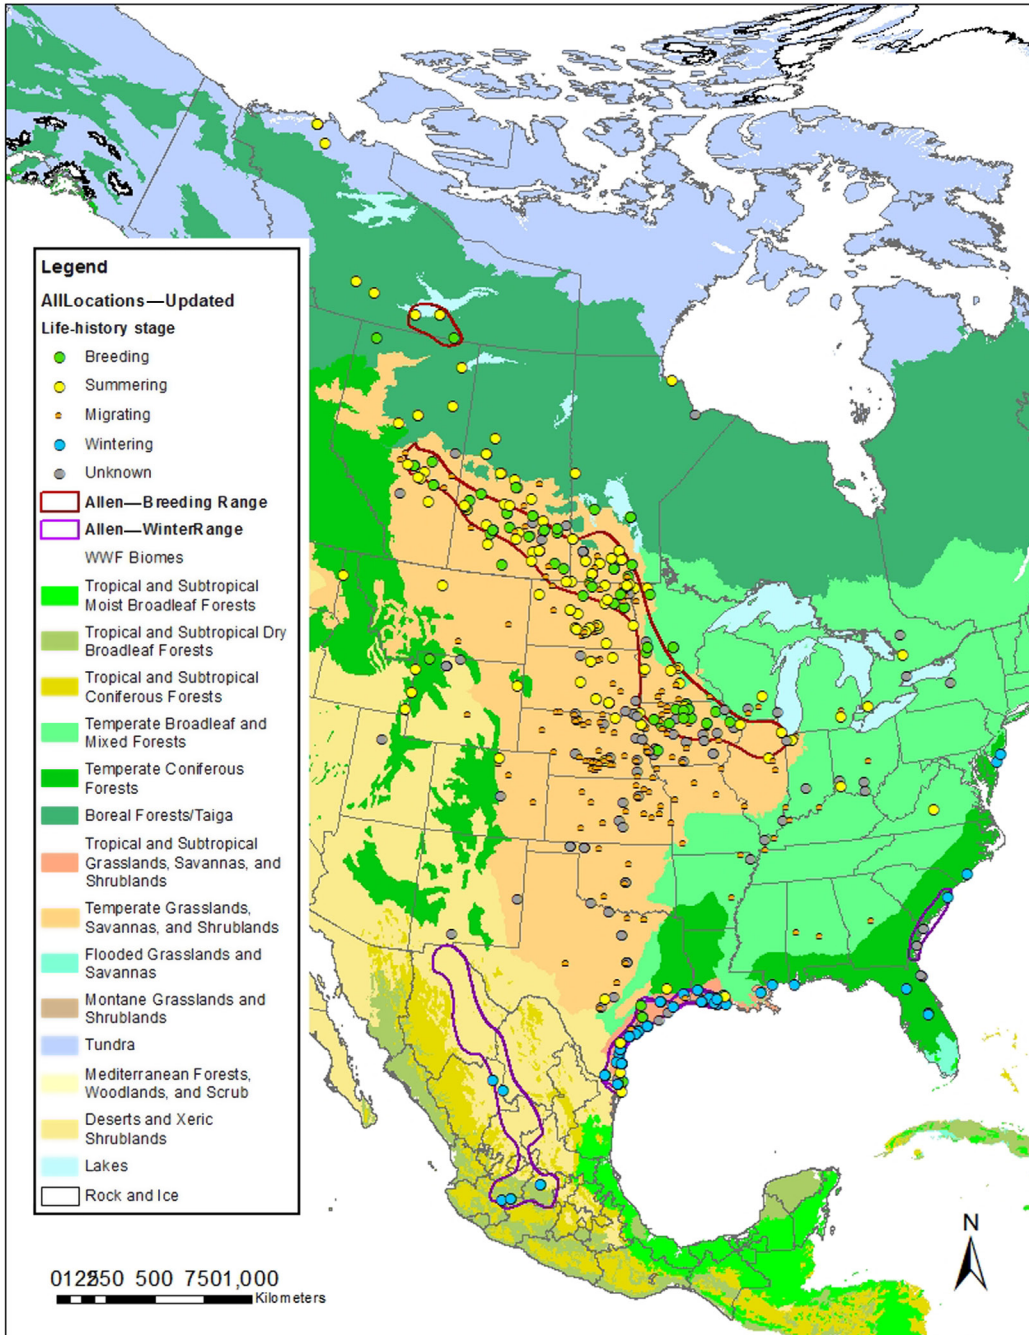 Legend
AllLocations—Updated
Life-history stage
Breeding
Summering
Migrating
Wintering
Unknown
Allen—Breeding Range
Allen—WinterRange
WWF Biomes
Tropical and Subtropical
Moist Broadleaf Forests
Tropical and Subtropical Dry
Broadleaf Forests
Tropical and Subtropical
Coniferous Forests
Temperate Broadleaf and
Mixed Forests
Temperate Coniferous
Forests
Boreal Forests/Taiga
Tropical and Subtropical
Grasslands, Savannas, and
Shrublands
Temperate Grasslands,
Savannas, and Shrublands
Flooded Grasslands and
Savannas
Montane Grasslands and
Shrublands
Tundra
Mediterranean Forests,
Woodlands, and Scrub
Deserts and Xeric
Shrublands
Lakes
Rock and Ice
N
500 7501,000
Kilometers